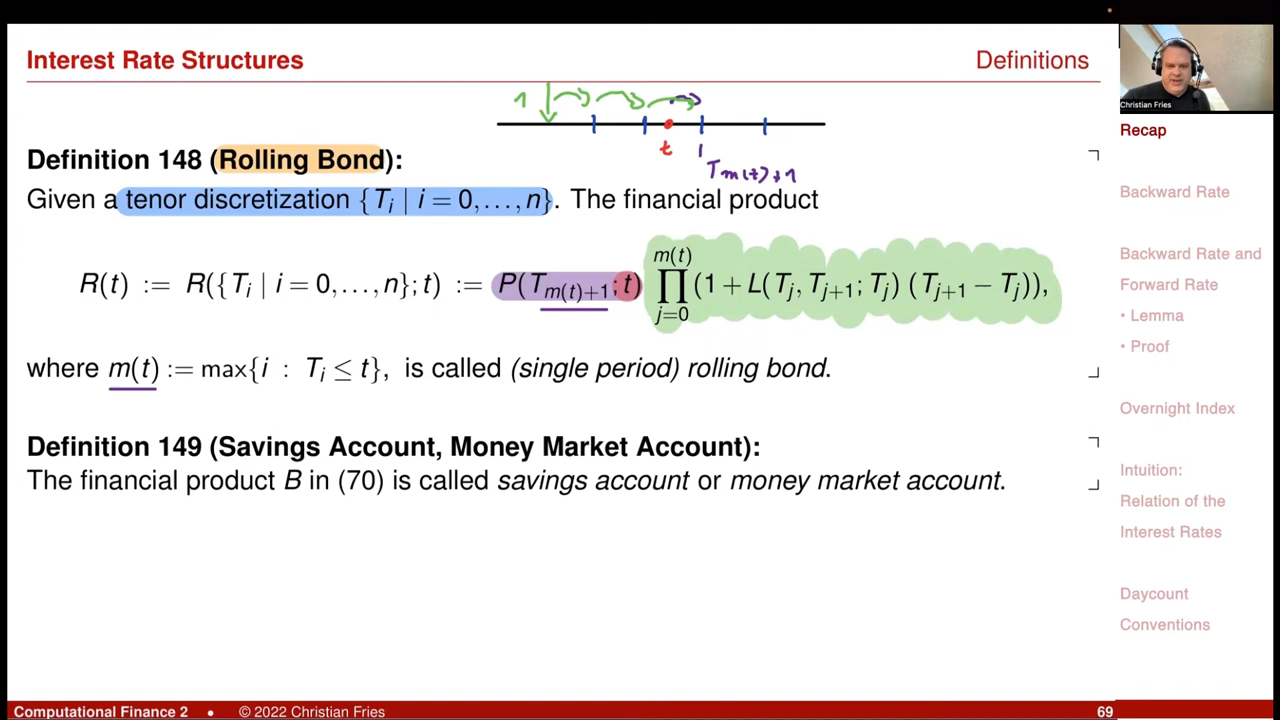 Interest Rate Structures
Definitions
1
t
T_{m(t)+1}
Definition 148 (Rolling Bond):
Given a tenor discretization {T_i | i = 0, . . . , n}. The financial product
R(t) := R({T_i | i = 0, . . . , n}; t) := P(T_{m(t)+1}; t) ∏_{j=0}^{m(t)} (1 + L(T_j, T_{j+1}; T_j) (T_{j+1} − T_j)),
where m(t) := max{i : T_i ≤ t}, is called (single period) rolling bond.
Definition 149 (Savings Account, Money Market Account):
The financial product B in (70) is called savings account or money market account.
Christian Fries
Recap
Backward Rate
Backward Rate and
Forward Rate
• Lemma
• Proof
Overnight Index
Intuition:
Relation of the
Interest Rates
Daycount
Conventions
Computational Finance 2 • © 2022 Christian Fries
69